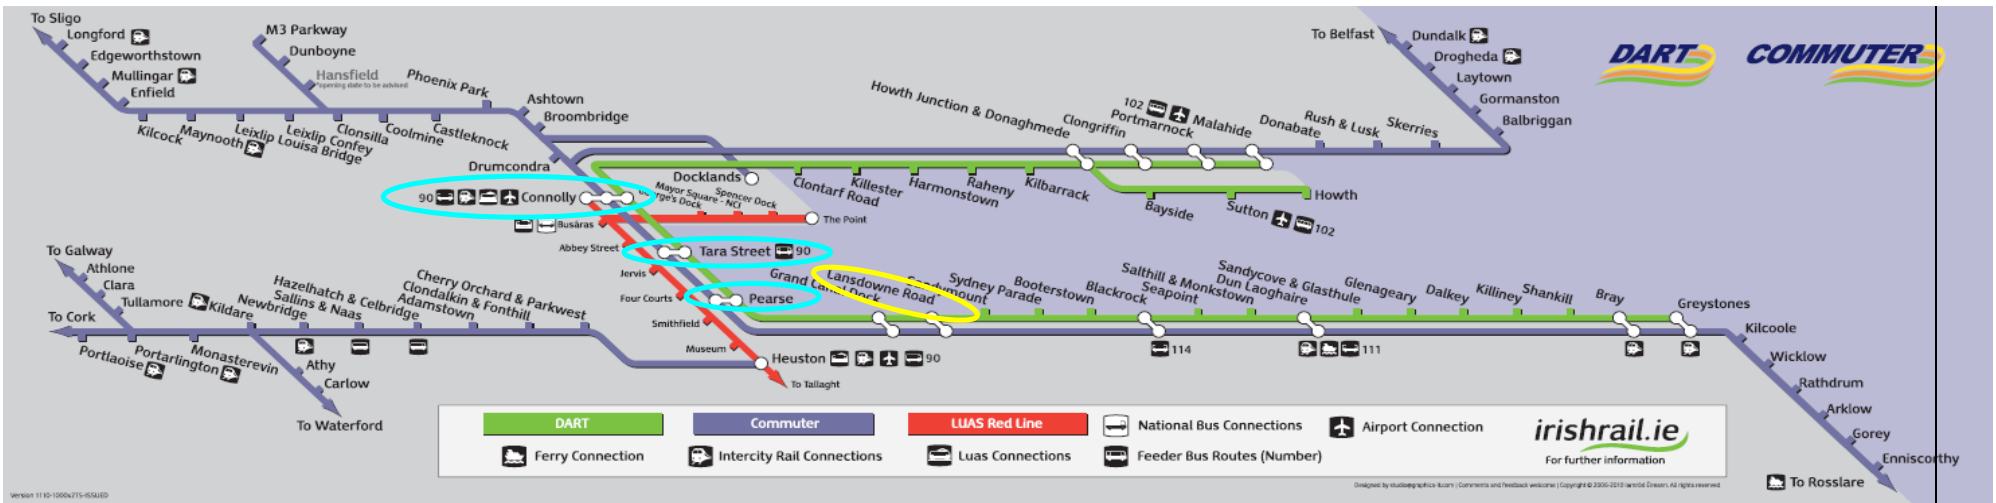 To Sligo
Longford
Edgeworthstown
Mullingar
Enfield
M3 Parkway
Dunboyne
Hansfield
*opening date to be advised
Phoenix Park
Ashtown
Broombridge
Kilcock
Maynooth
Leixlip Louisa Bridge
Leixlip Confey
Clonsilla
Coolmine
Castleknock
Drumcondra
Docklands
90 Connolly
George's Dock
Mayor Square - NCI
Spencer Dock
The Point
Busáras
Abbey Street
Jervis
Four Courts
Smithfield
Museum
Tara Street 90
Pearse
Heuston 90
To Tallaght
To Belfast
Dundalk
Drogheda
Laytown
Gormanston
Balbriggan
Skerries
Rush & Lusk
Donabate
102 Malahide
Portmarnock
Clongriffin
Howth Junction & Donaghmede
Clontarf Road
Killester
Harmonstown
Raheny
Kilbarrack
Bayside
Sutton 102
Howth
DART
COMMUTER
To Galway
Athlone
Clara
Tullamore
To Cork
Portlaoise
Portarlington
Monasterevin
Kildare
Newbridge
Sallins & Naas
Hazelhatch & Celbridge
Adamstown
Clondalkin & Fonthill
Cherry Orchard & Parkwest
Athy
Carlow
To Waterford
Grand Canal Dock
Lansdowne Road
Sandymount
Sydney Parade
Booterstown
Blackrock
114
Seapoint
Salthill & Monkstown
Dun Laoghaire
111
Sandycove & Glasthule
Glenageary
Dalkey
Killiney
Shankill
Bray
Greystones
Kilcoole
Wicklow
Rathdrum
Arklow
Gorey
Enniscorthy
To Rosslare
DART
Commuter
LUAS Red Line
National Bus Connections
Airport Connection
Ferry Connection
Intercity Rail Connections
Luas Connections
Feeder Bus Routes (Number)
irishrail.ie
For further information